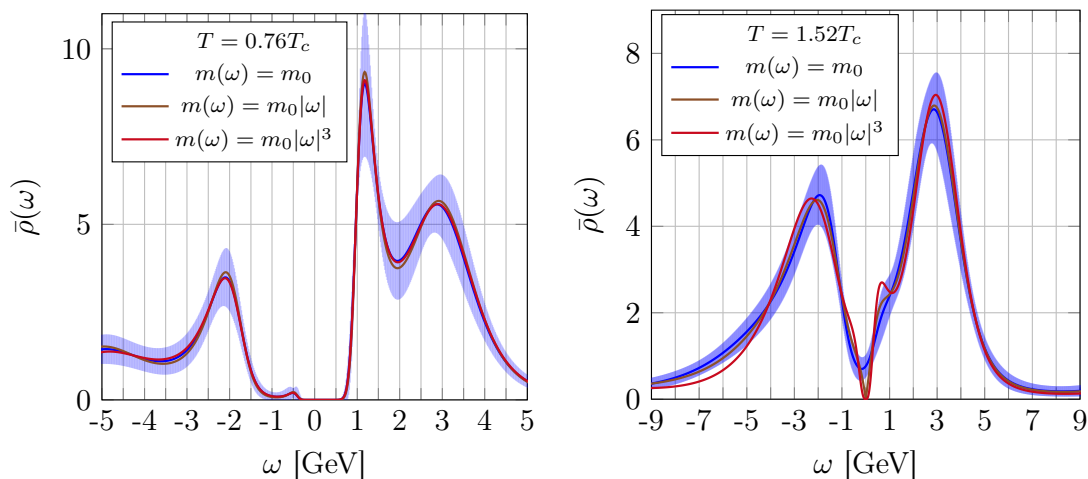 T = 0.76T_c
m(ω) = m_0
m(ω) = m_0|ω|
m(ω) = m_0|ω|^3
10
5
0
ρ̄(ω)
-5 -4 -3 -2 -1 0 1 2 3 4 5
ω [GeV]
T = 1.52T_c
m(ω) = m_0
m(ω) = m_0|ω|
m(ω) = m_0|ω|^3
8
6
4
2
0
ρ̄(ω)
-9 -7 -5 -3 -1 1 3 5 7 9
ω [GeV]